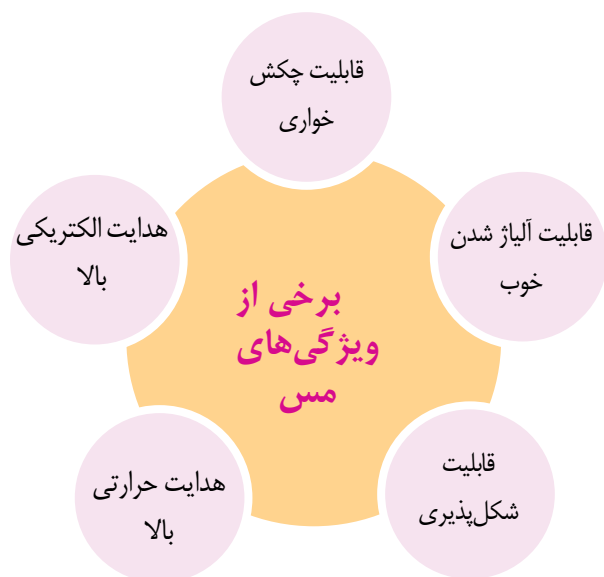 قابلیت چکش
خواری
قابلیت آلیاژ شدن
خوب
هدایت الکتریکی
بالا
برخی از
ویژگی‌های
مس
قابلیت
شکل‌پذیری
هدایت حرارتی
بالا